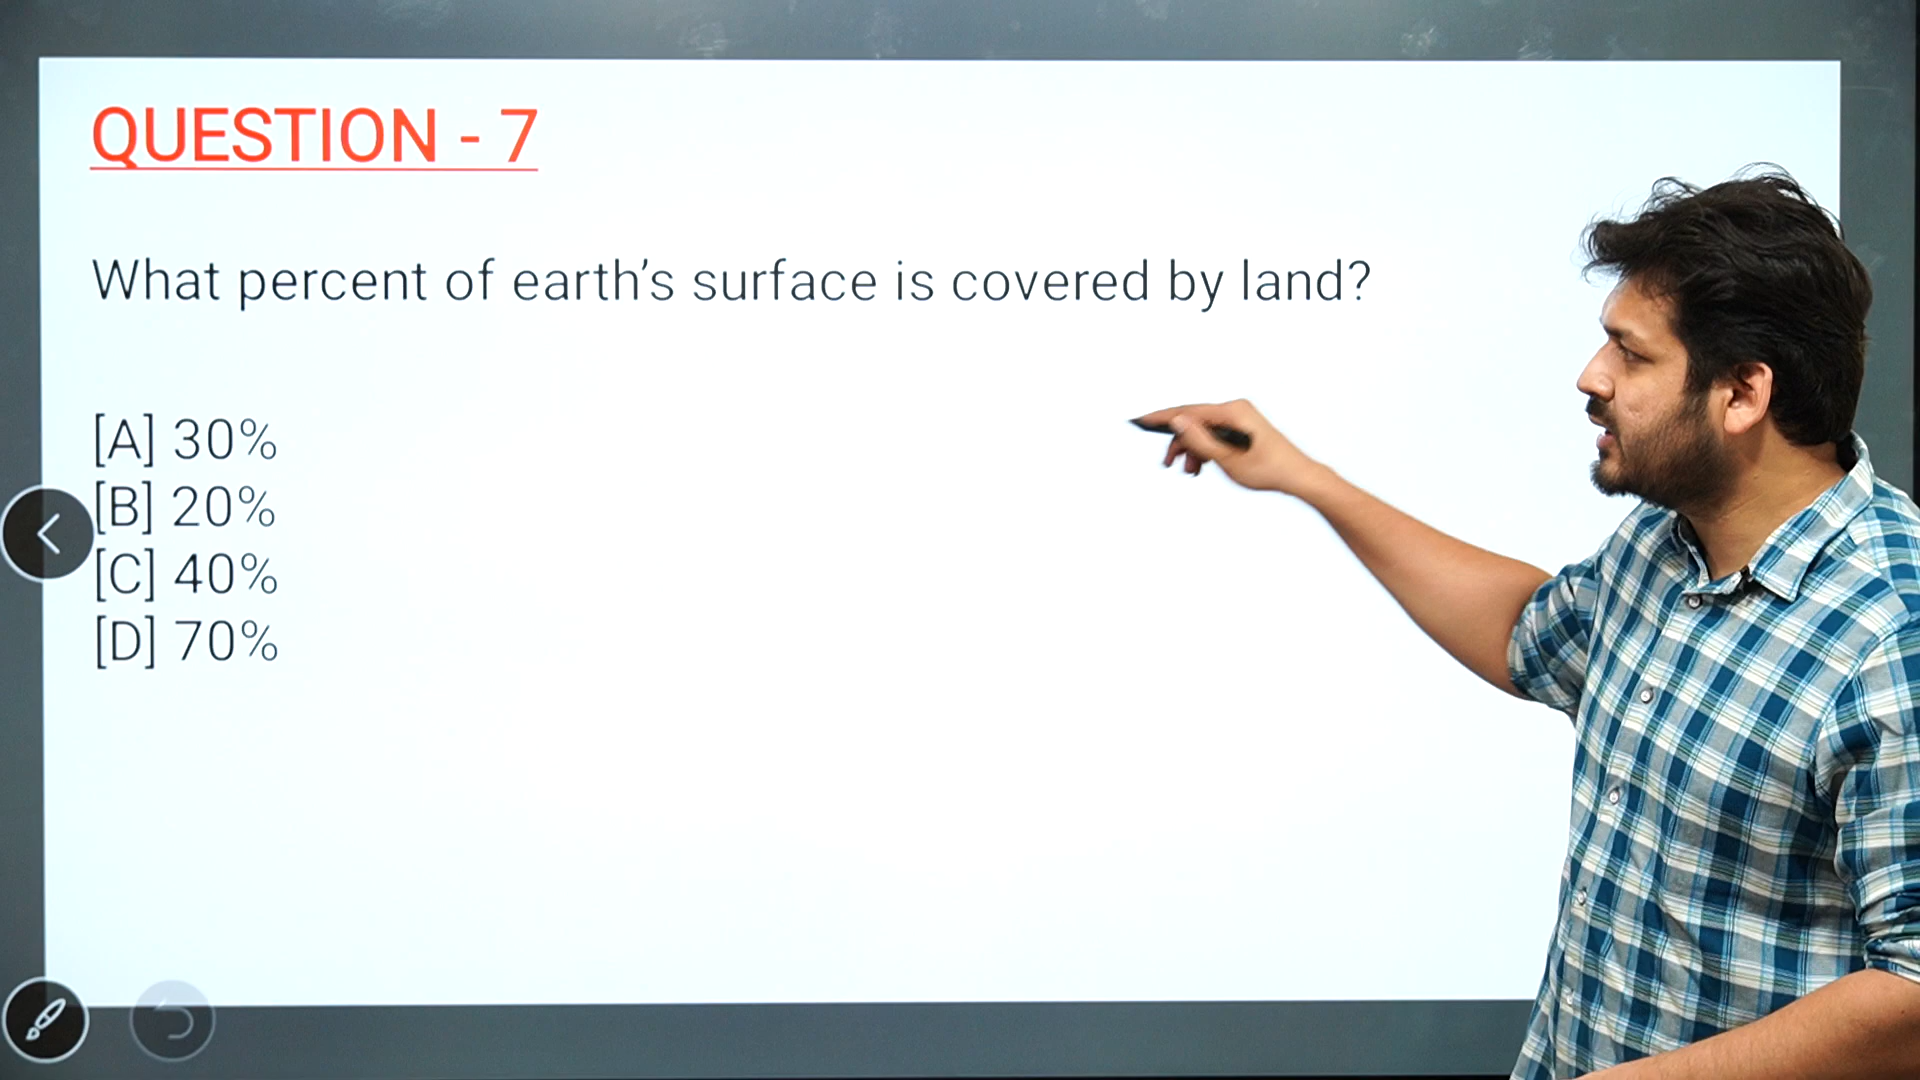 QUESTION - 7
What percent of earth’s surface is covered by land?
[A] 30%
[B] 20%
[C] 40%
[D] 70%